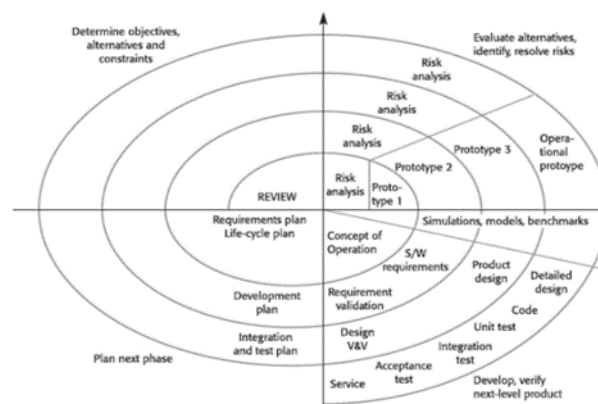 Determine objectives,
alternatives and
constraints
Evaluate alternatives,
identify, resolve risks
Risk
analysis
Risk
analysis
Risk
analysis
Risk
analysis
Proto-
type 1
Prototype 2
Prototype 3
Opera-
tional
protoype
REVIEW
Requirements plan
Life-cycle plan
Simulations, models, benchmarks
Concept of
Operation
S/W
requirements
Product
design
Detailed
design
Development
plan
Requirement
validation
Code
Unit test
Integration
and test plan
Design
V&V
Integration
test
Acceptance
test
Service
Plan next phase
Develop, verify
next-level product